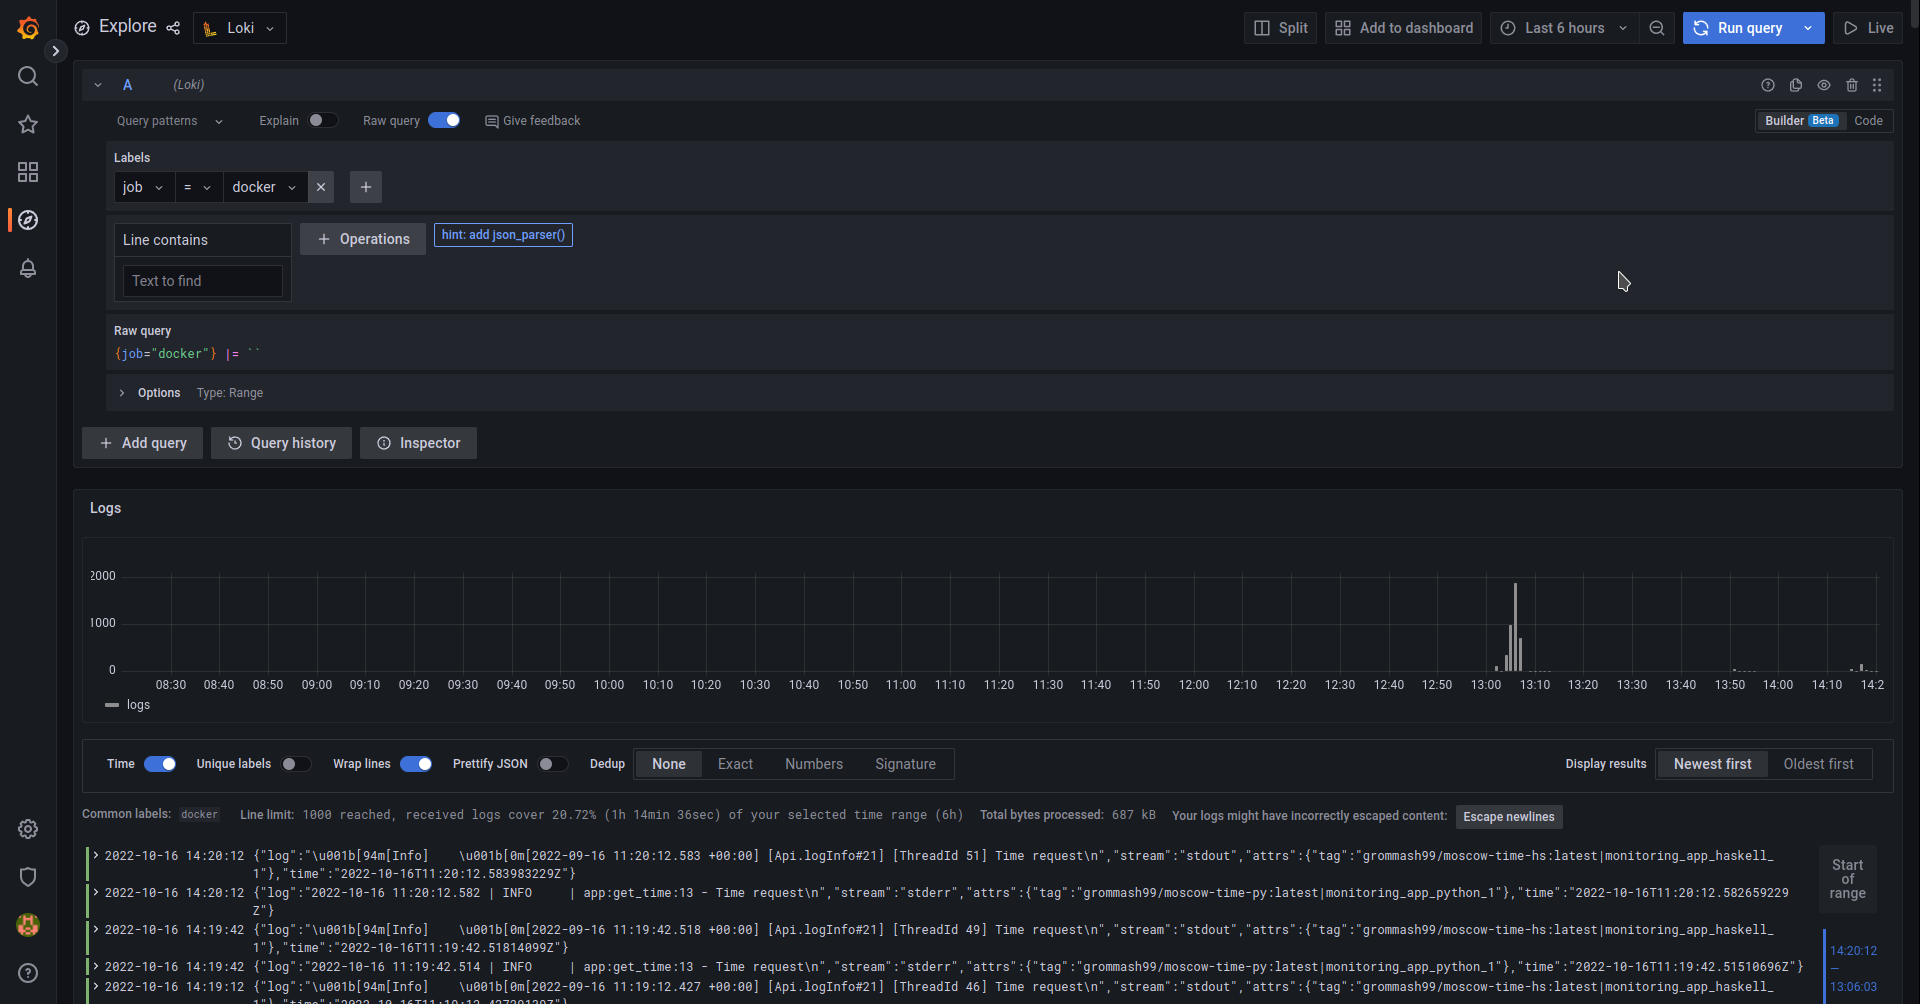 Explore Loki Split Add to dashboard Last 6 hours Run query Live
A (Loki)
Query patterns Explain Raw query Give feedback Builder Beta Code
Labels
job = docker
Line contains Operations hint: add json_parser()
Text to find
Raw query
{job="docker"} |= ``
Options Type: Range
Add query Query history Inspector
Logs
2000
1000
0
08:30 08:40 08:50 09:00 09:10 09:20 09:30 09:40 09:50 10:00 10:10 10:20 10:30 10:40 10:50 11:00 11:10 11:20 11:30 11:40 11:50 12:00 12:10 12:20 12:30 12:40 12:50 13:00 13:10 13:20 13:30 13:40 13:50 14:00 14:10 14:2
logs
Time Unique labels Wrap lines Prettify JSON Dedup None Exact Numbers Signature Display results Newest first Oldest first
Common labels: docker Line limit: 1000 reached, received logs cover 20.72% (1h 14min 36sec) of your selected time range (6h) Total bytes processed: 687 kB Your logs might have incorrectly escaped content: Escape newlines
2022-10-16 14:20:12 {"log":"\u001b[94m[Info]    \u001b[0m[2022-09-16 11:20:12.583 +00:00] [Api.logInfo#21] [ThreadId 51] Time request\n","stream":"stdout","attrs":{"tag":"grommash99/moscow-time-hs:latest|monitoring_app_haskell_
1"},"time":"2022-10-16T11:20:12.583983229Z"}
2022-10-16 14:20:12 {"log":"2022-10-16 11:20:12.582 | INFO     | app:get_time:13 - Time request\n","stream":"stderr","attrs":{"tag":"grommash99/moscow-time-py:latest|monitoring_app_python_1"},"time":"2022-10-16T11:20:12.582659229
Z"}
2022-10-16 14:19:42 {"log":"\u001b[94m[Info]    \u001b[0m[2022-09-16 11:19:42.518 +00:00] [Api.logInfo#21] [ThreadId 49] Time request\n","stream":"stdout","attrs":{"tag":"grommash99/moscow-time-hs:latest|monitoring_app_haskell_
1"},"time":"2022-10-16T11:19:42.51814099Z"}
2022-10-16 14:19:42 {"log":"2022-10-16 11:19:42.514 | INFO     | app:get_time:13 - Time request\n","stream":"stderr","attrs":{"tag":"grommash99/moscow-time-py:latest|monitoring_app_python_1"},"time":"2022-10-16T11:19:42.51510696Z"}
2022-10-16 14:19:12 {"log":"\u001b[94m[Info]    \u001b[0m[2022-09-16 11:19:12.427 +00:00] [Api.logInfo#21] [ThreadId 46] Time request\n","stream":"stdout","attrs":{"tag":"grommash99/moscow-time-hs:latest|monitoring_app_haskell_
Start
of
range
14:20:12
—
13:06:03